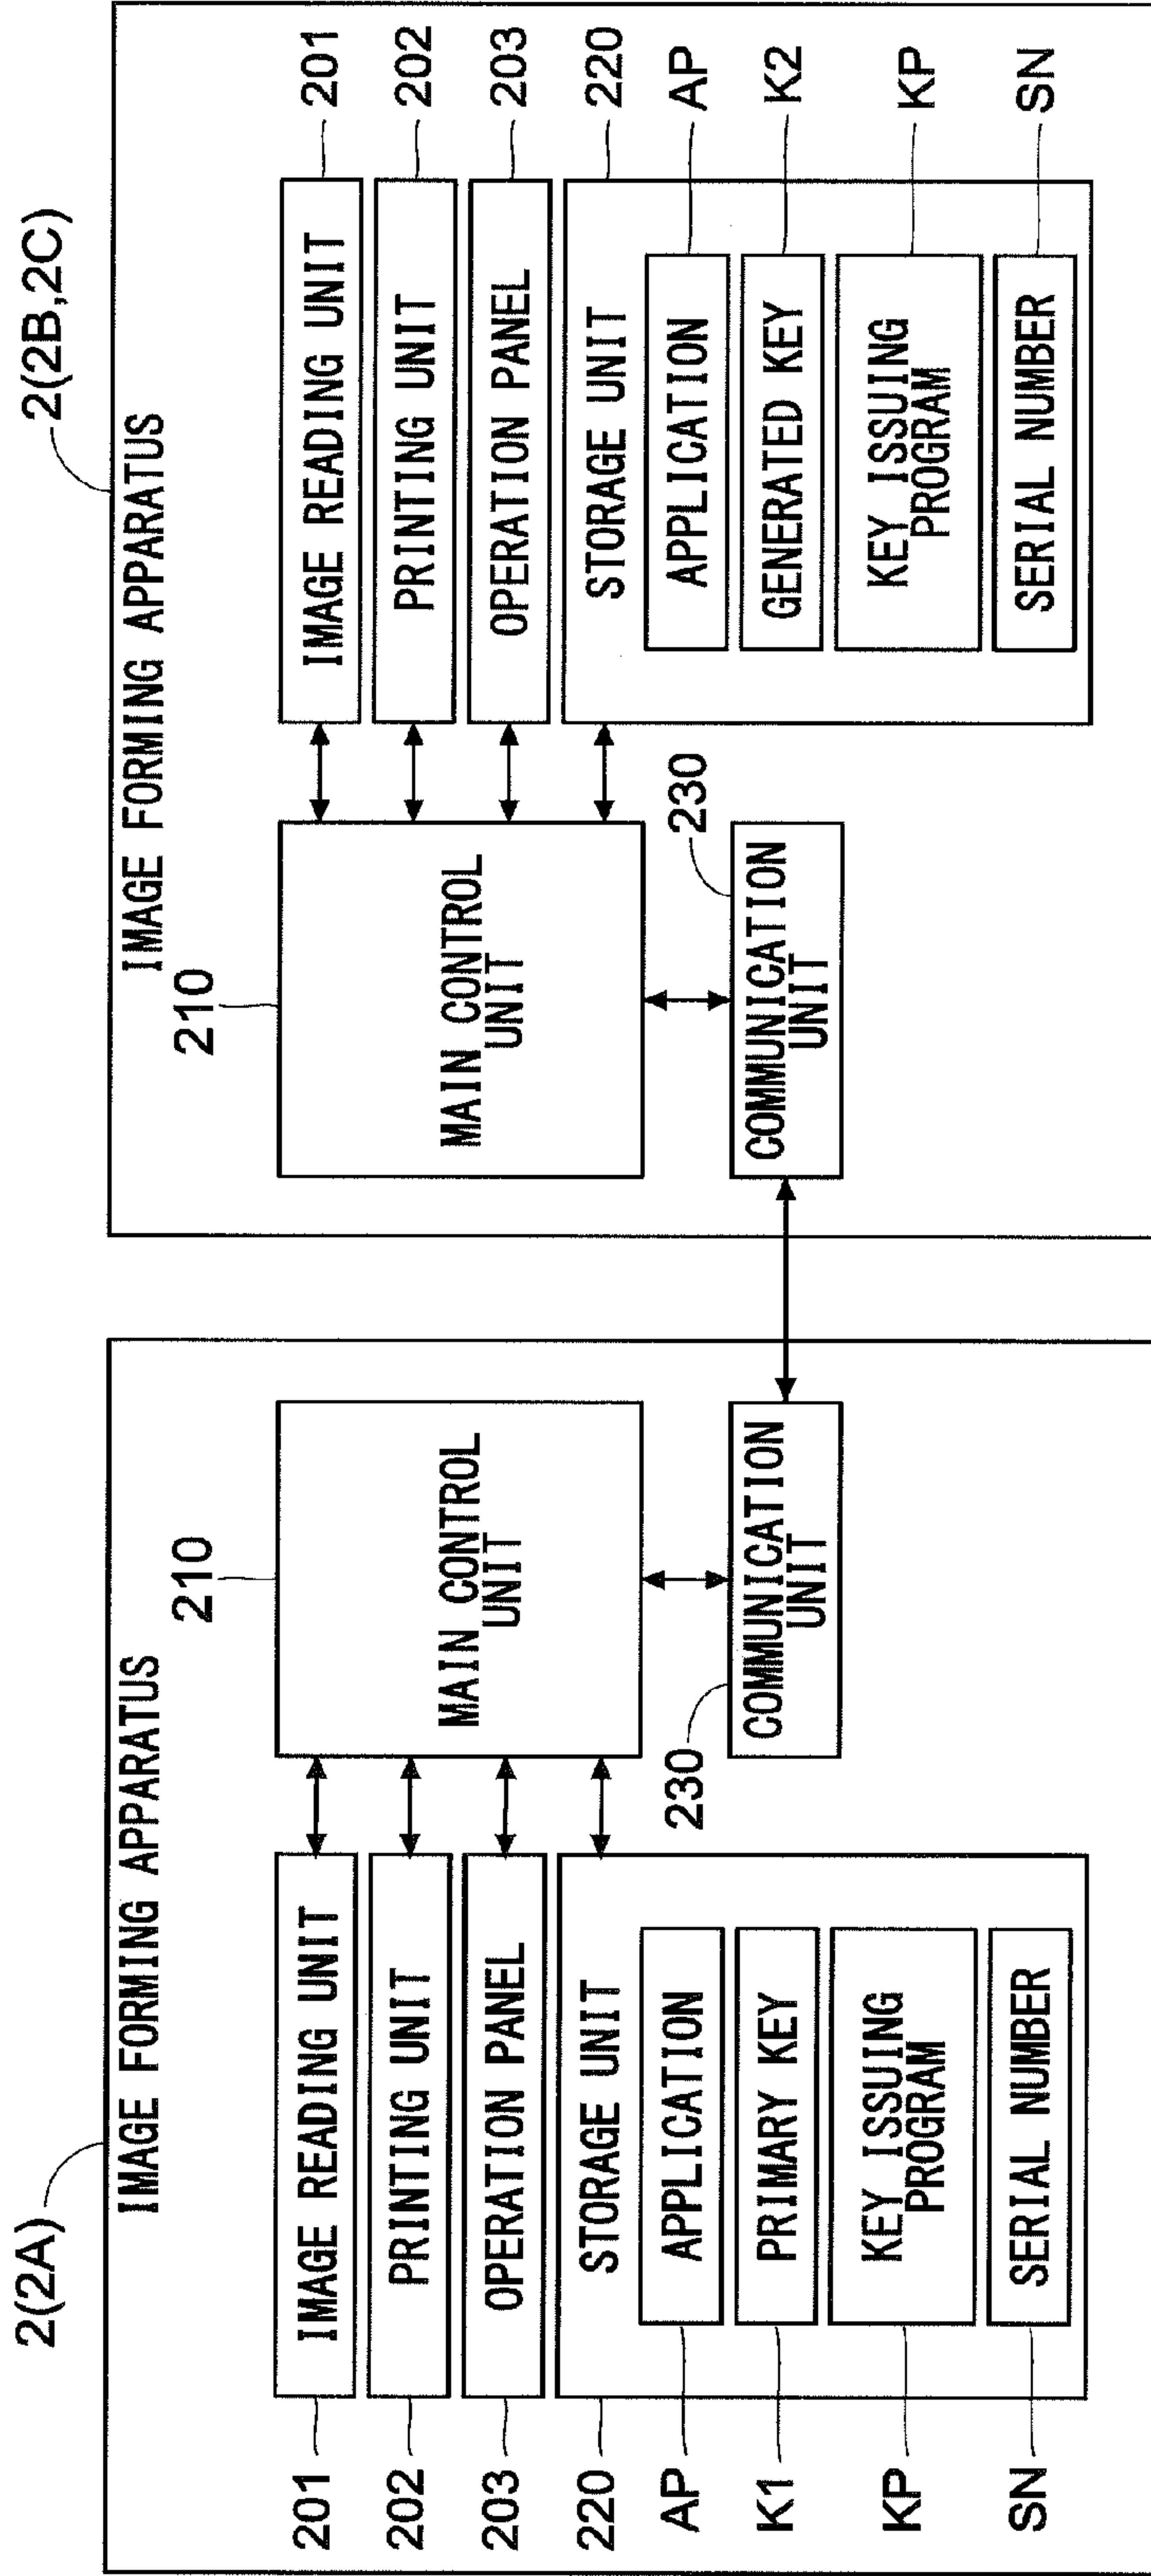 2(2A)
IMAGE FORMING APPARATUS
210
201
IMAGE READING UNIT
202
PRINTING UNIT
203
OPERATION PANEL
220
STORAGE UNIT
AP
APPLICATION
K1
PRIMARY KEY
KP
KEY ISSUING
PROGRAM
SN
SERIAL NUMBER
MAIN CONTROL
UNIT
230
COMMUNICATION
UNIT
2(2B,2C)
IMAGE FORMING APPARATUS
210
MAIN CONTROL
UNIT
230
COMMUNICATION
UNIT
IMAGE READING UNIT
201
PRINTING UNIT
202
OPERATION PANEL
203
STORAGE UNIT
220
APPLICATION
AP
GENERATED KEY
K2
KEY ISSUING
PROGRAM
KP
SERIAL NUMBER
SN